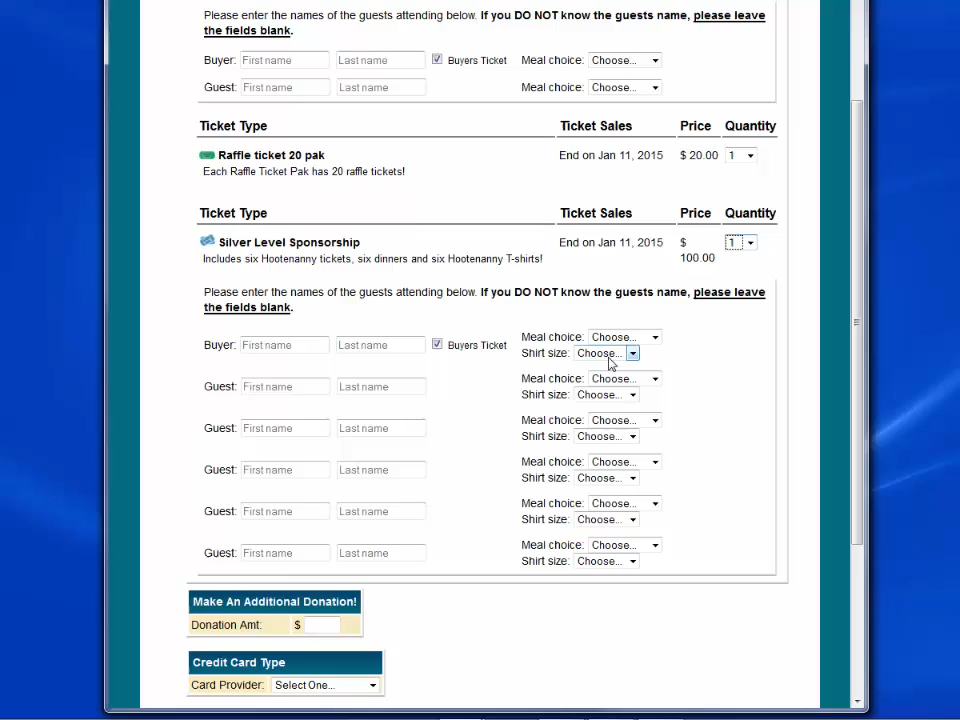 Please enter the names of the guests attending below. If you DO NOT know the guests name, please leave
the fields blank.
Buyer: First name Last name Buyers Ticket Meal choice: Choose...
Guest: First name Last name Meal choice: Choose...
Ticket Type Ticket Sales Price Quantity
Raffle ticket 20 pak End on Jan 11, 2015 $ 20.00 1
Each Raffle Ticket Pak has 20 raffle tickets!
Ticket Type Ticket Sales Price Quantity
Silver Level Sponsorship End on Jan 11, 2015 $ 1
Includes six Hootenanny tickets, six dinners and six Hootenanny T-shirts! 100.00
Please enter the names of the guests attending below. If you DO NOT know the guests name, please leave
the fields blank.
Meal choice: Choose...
Buyer: First name Last name Buyers Ticket
Shirt size: Choose...
Meal choice: Choose...
Guest: First name Last name
Shirt size: Choose...
Meal choice: Choose...
Guest: First name Last name
Shirt size: Choose...
Meal choice: Choose...
Guest: First name Last name
Shirt size: Choose...
Meal choice: Choose...
Guest: First name Last name
Shirt size: Choose...
Meal choice: Choose...
Guest: First name Last name
Shirt size: Choose...
Make An Additional Donation!
Donation Amt: $
Credit Card Type
Card Provider: Select One...